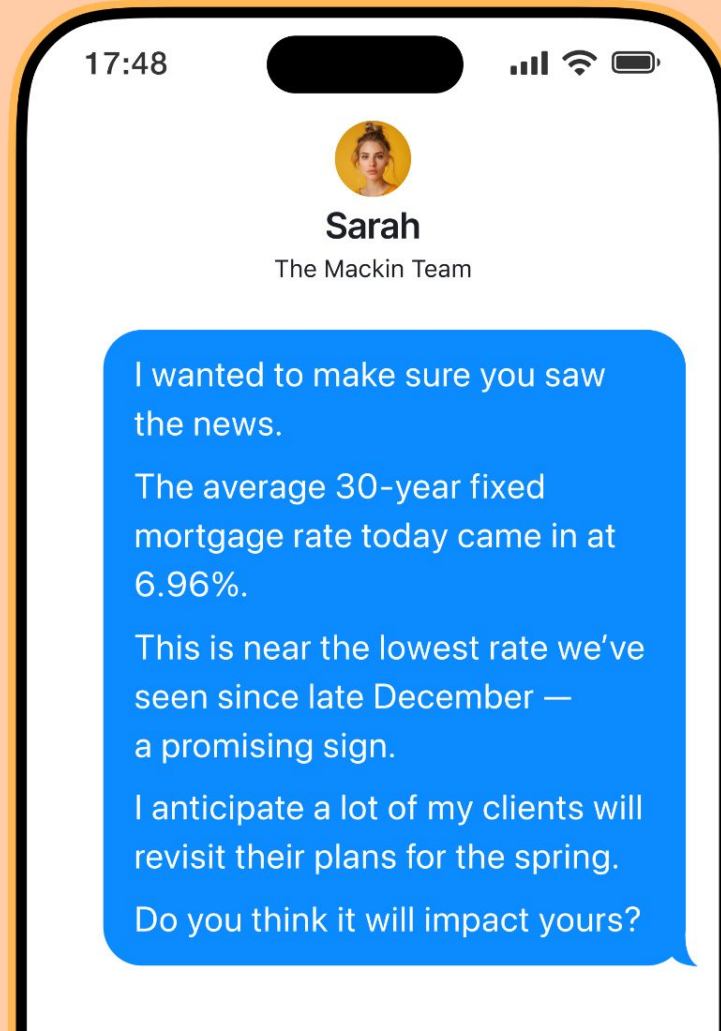 17:48
Sarah
The Mackin Team
I wanted to make sure you saw
the news.
The average 30-year fixed
mortgage rate today came in at
6.96%.
This is near the lowest rate we’ve
seen since late December —
a promising sign.
I anticipate a lot of my clients will
revisit their plans for the spring.
Do you think it will impact yours?